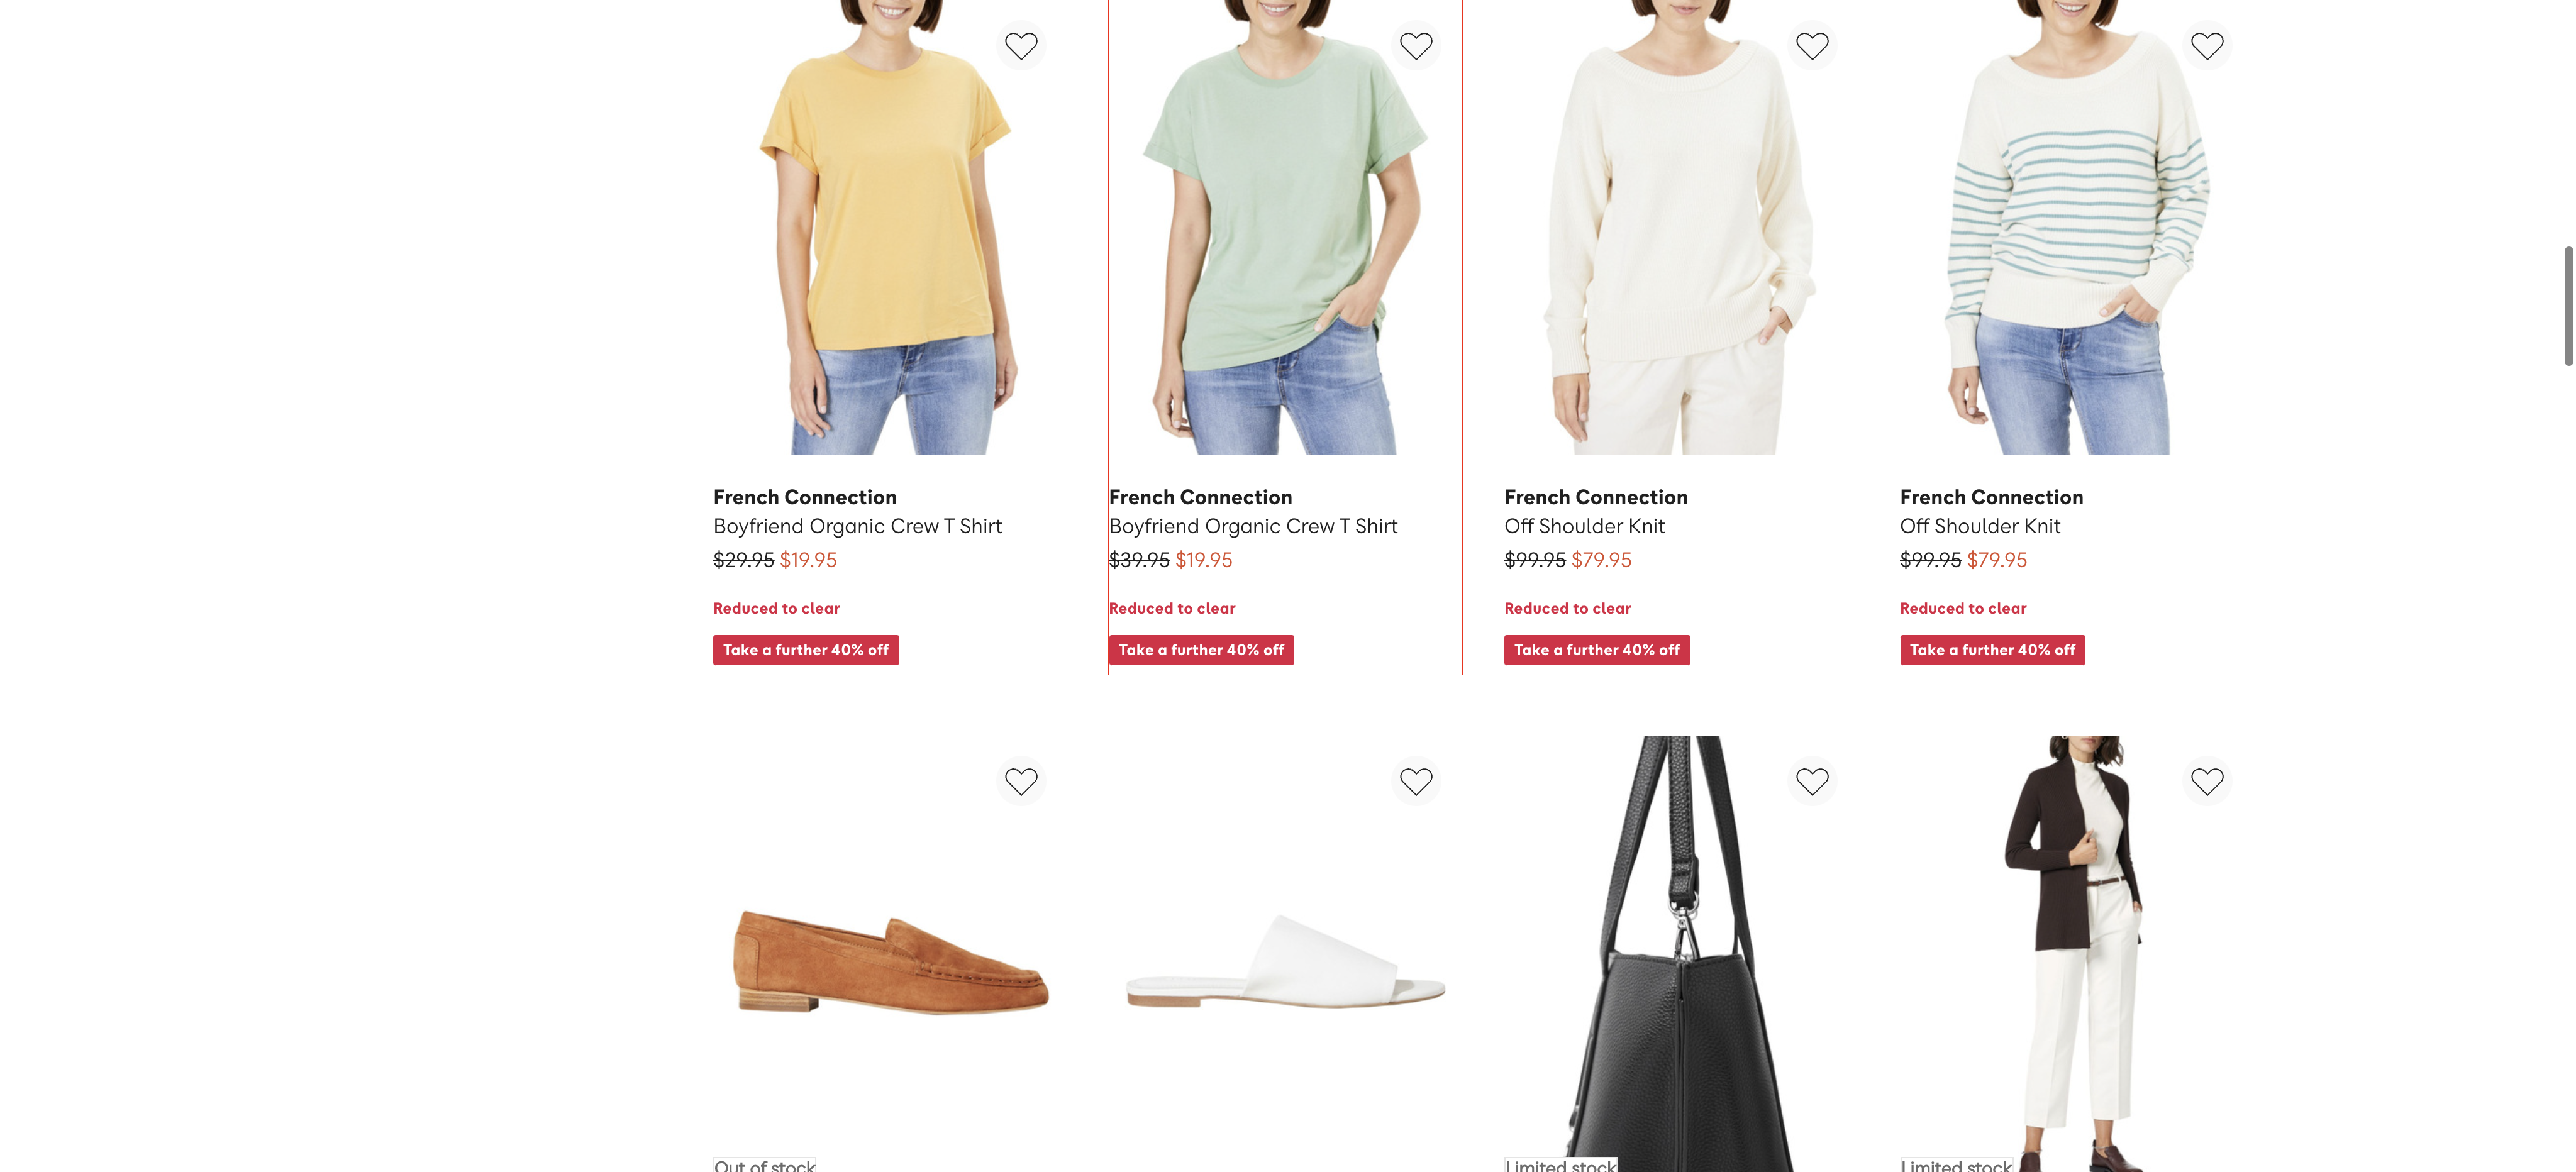 French Connection
Boyfriend Organic Crew T Shirt
$29.95 $19.95
Reduced to clear
Take a further 40% off
French Connection
Boyfriend Organic Crew T Shirt
$39.95 $19.95
Reduced to clear
Take a further 40% off
French Connection
Off Shoulder Knit
$99.95 $79.95
Reduced to clear
Take a further 40% off
French Connection
Off Shoulder Knit
$99.95 $79.95
Reduced to clear
Take a further 40% off
Out of stock
Limited stock
Limited stock